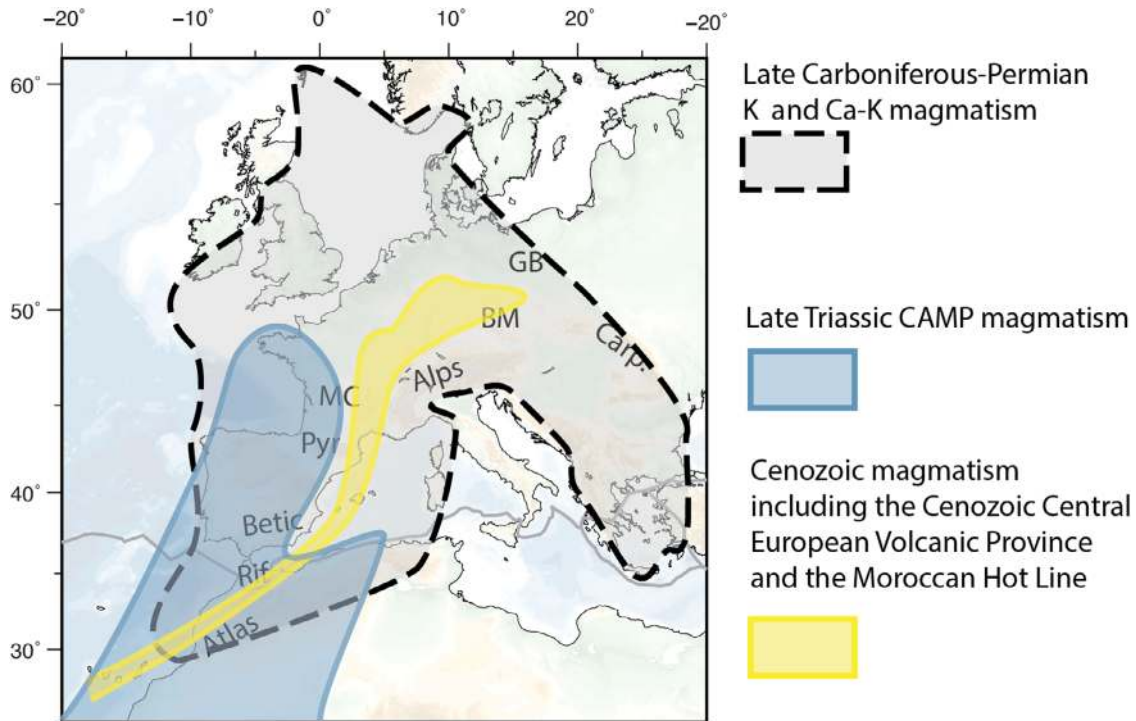 −20° −10° 0° 10° 20° −20°
60°
50°
40°
30°
GB
BM
Carp.
Alps
MC
Pyr
Betic
Rif
Atlas
Late Carboniferous-Permian
K and Ca-K magmatism
Late Triassic CAMP magmatism
Cenozoic magmatism
including the Cenozoic Central
European Volcanic Province
and the Moroccan Hot Line